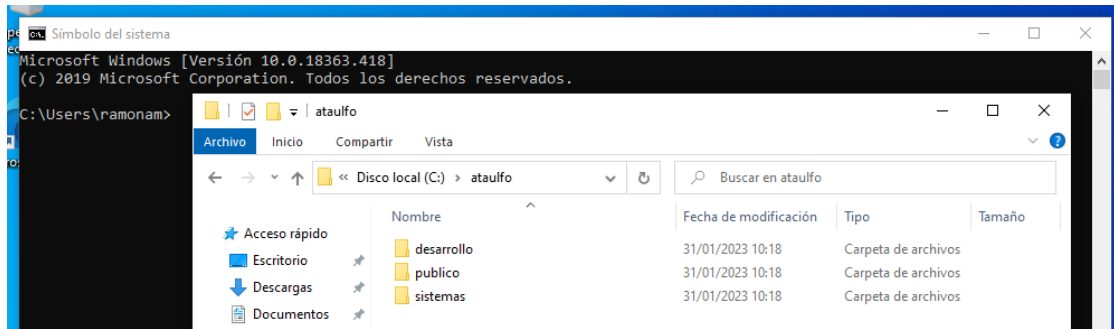 Símbolo del sistema
Microsoft Windows [Versión 10.0.18363.418]
(c) 2019 Microsoft Corporation. Todos los derechos reservados.
C:\Users\ramonam>
ataulfo
Archivo Inicio Compartir Vista
« Disco local (C:) › ataulfo Buscar en ataulfo
Nombre Fecha de modificación Tipo Tamaño
Acceso rápido
desarrollo 31/01/2023 10:18 Carpeta de archivos
Escritorio
publico 31/01/2023 10:18 Carpeta de archivos
Descargas
sistemas 31/01/2023 10:18 Carpeta de archivos
Documentos